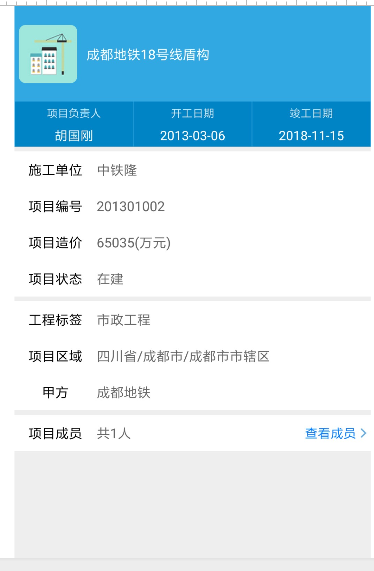 成都地铁18号线盾构
项目负责人 开工日期 竣工日期
胡国刚 2013-03-06 2018-11-15
施工单位 中铁隆
项目编号 201301002
项目造价 65035(万元)
项目状态 在建
工程标签 市政工程
项目区域 四川省/成都市/成都市市辖区
甲方 成都地铁
项目成员 共1人 查看成员 >